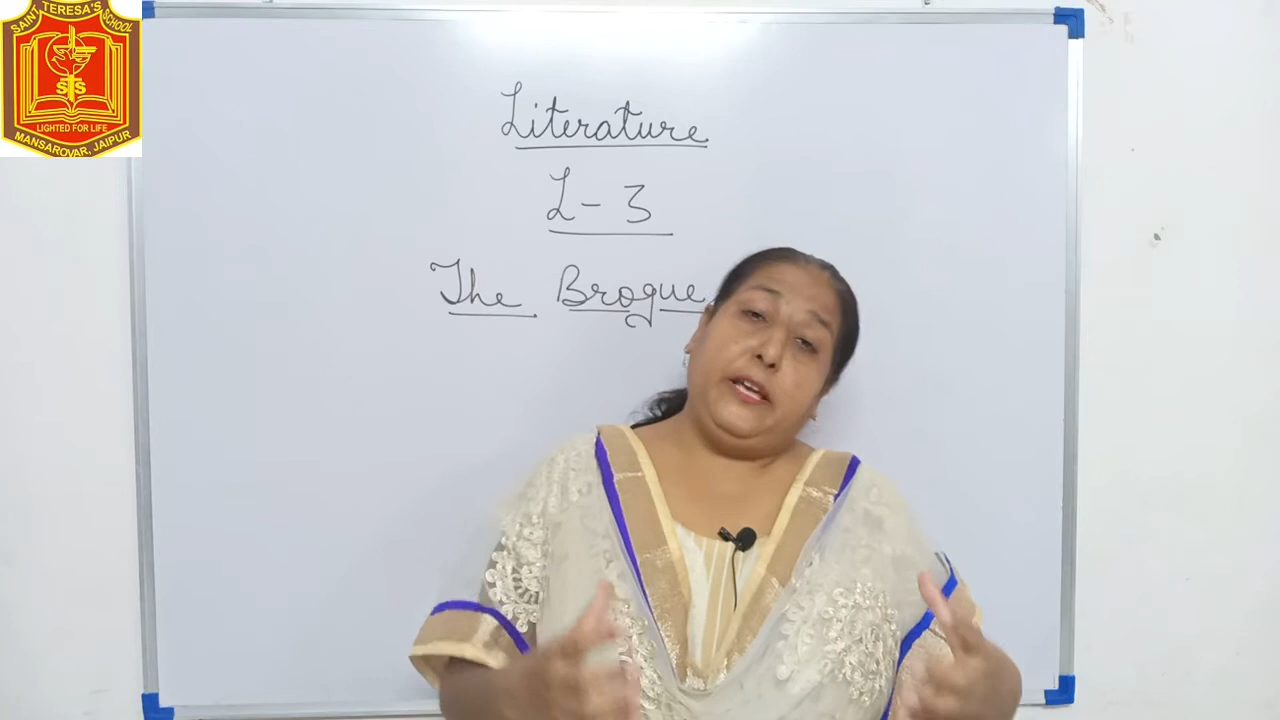 SAINT TERESA'S SCHOOL
STS
LIGHTED FOR LIFE
MANSAROVAR, JAIPUR
Literature
L-3
The Brogue